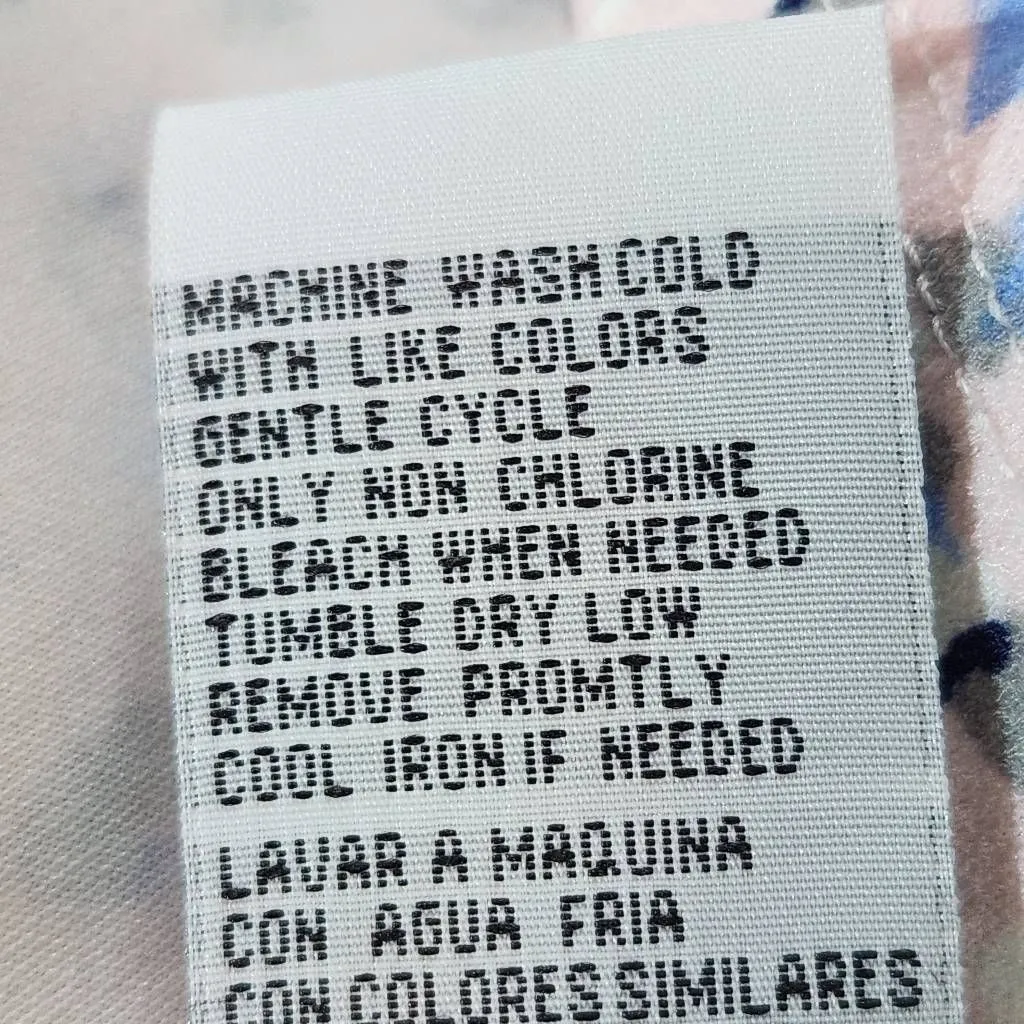 MACHINE WASH COLD
WITH LIKE COLORS
GENTLE CYCLE
ONLY NON CHLORINE
BLEACH WHEN NEEDED
TUMBLE DRY LOW
REMOVE PROMTLY
COOL IRON IF NEEDED
LAVAR A MAQUINA
CON AGUA FRIA
CON COLORES SIMILARES